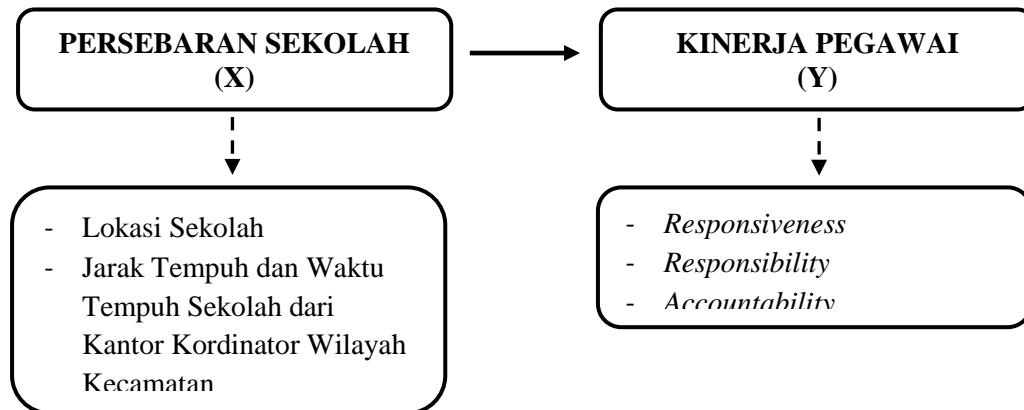 PERSEBARAN SEKOLAH
(X)
KINERJA PEGAWAI
(Y)
- Lokasi Sekolah
- Jarak Tempuh dan Waktu
Tempuh Sekolah dari
Kantor Kordinator Wilayah
Kecamatan
- Responsiveness
- Responsibility
- Accountability